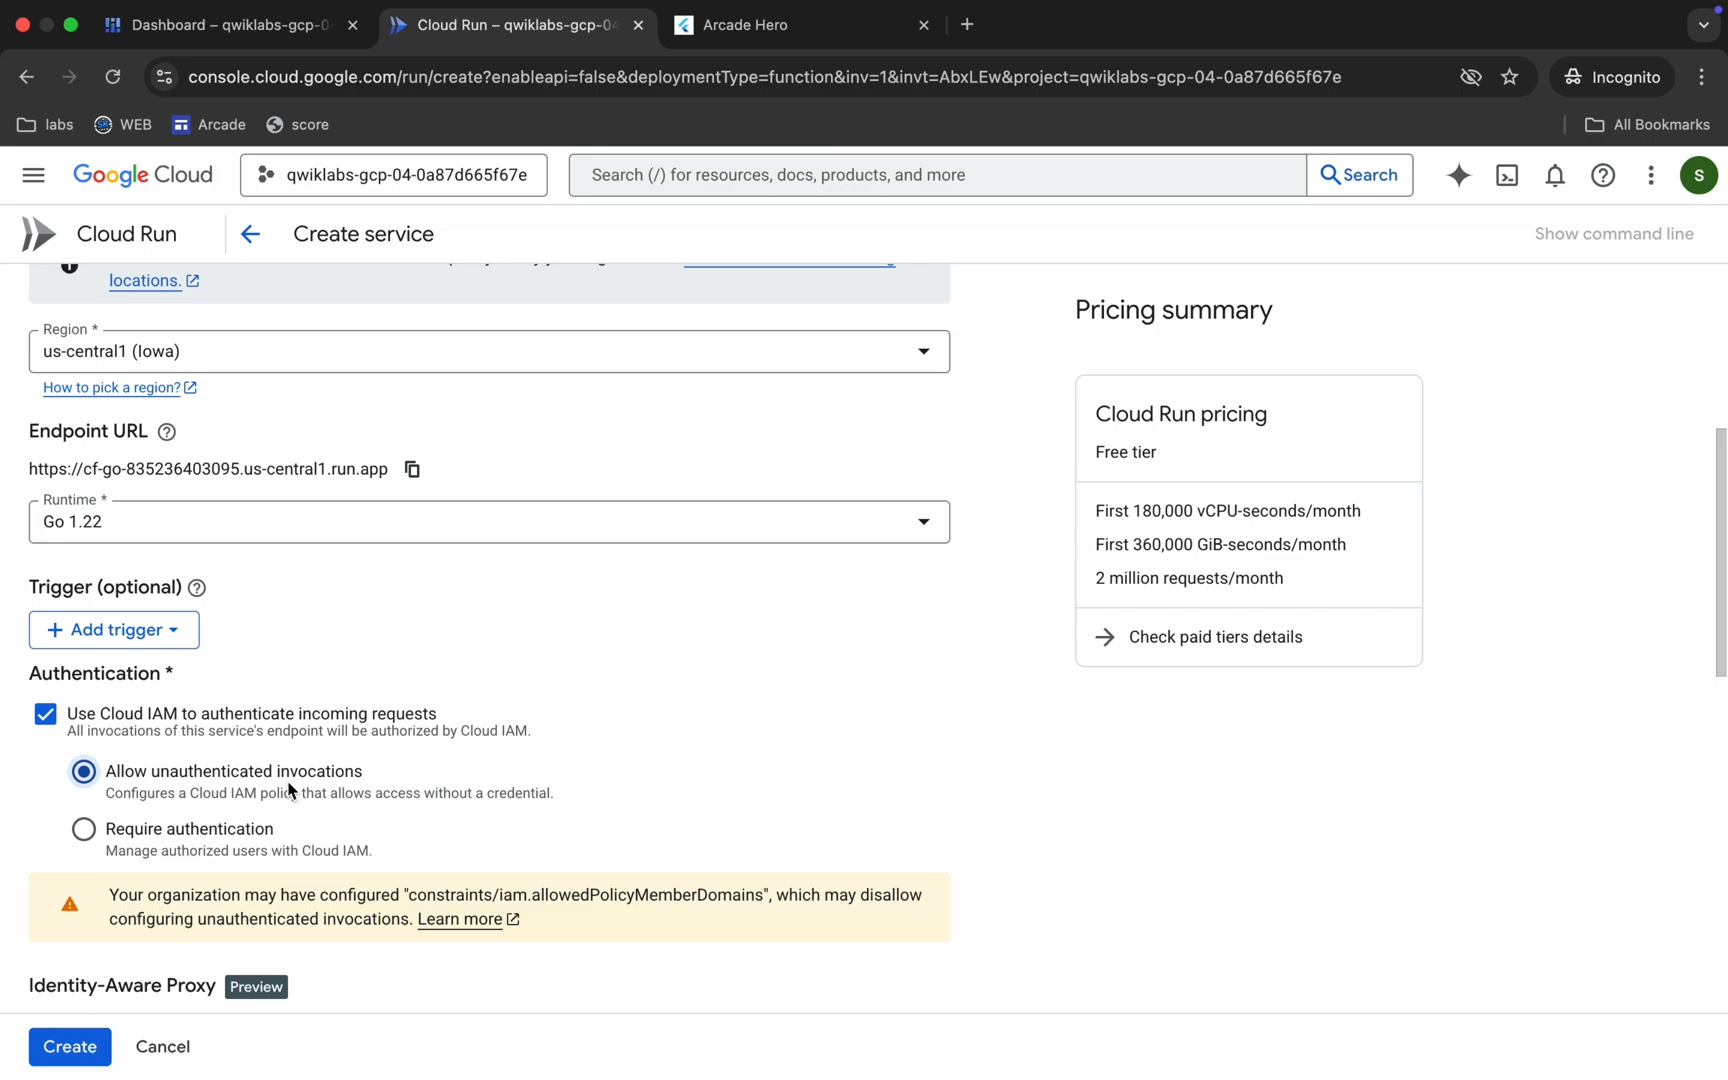 Dashboard – qwiklabs-gcp-0
Cloud Run – qwiklabs-gcp-04
Arcade Hero
console.cloud.google.com/run/create?enableapi=false&deploymentType=function&inv=1&invt=AbxLEw&project=qwiklabs-gcp-04-0a87d665f67e
Incognito
labs
WEB
Arcade
score
All Bookmarks
Google Cloud
qwiklabs-gcp-04-0a87d665f67e
Search (/) for resources, docs, products, and more
Search
S
Cloud Run
Create service
Show command line
locations.
Region *
us-central1 (Iowa)
How to pick a region?
Endpoint URL
https://cf-go-835236403095.us-central1.run.app
Runtime *
Go 1.22
Trigger (optional)
+ Add trigger
Authentication *
Use Cloud IAM to authenticate incoming requests
All invocations of this service's endpoint will be authorized by Cloud IAM.
Allow unauthenticated invocations
Configures a Cloud IAM policy that allows access without a credential.
Require authentication
Manage authorized users with Cloud IAM.
Your organization may have configured "constraints/iam.allowedPolicyMemberDomains", which may disallow
configuring unauthenticated invocations. Learn more
Identity-Aware Proxy Preview
Create
Cancel
Pricing summary
Cloud Run pricing
Free tier
First 180,000 vCPU-seconds/month
First 360,000 GiB-seconds/month
2 million requests/month
Check paid tiers details